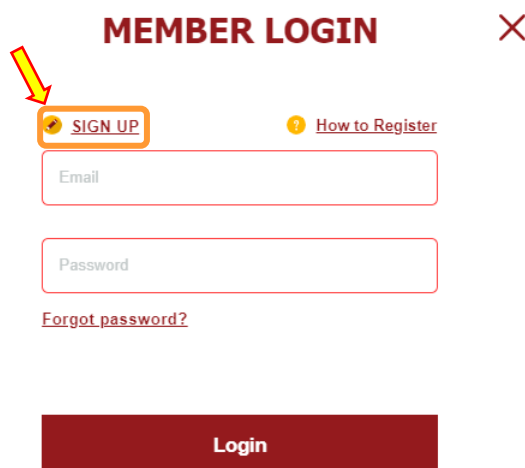 MEMBER LOGIN
SIGN UP
How to Register
Email
Password
Forgot password?
Login